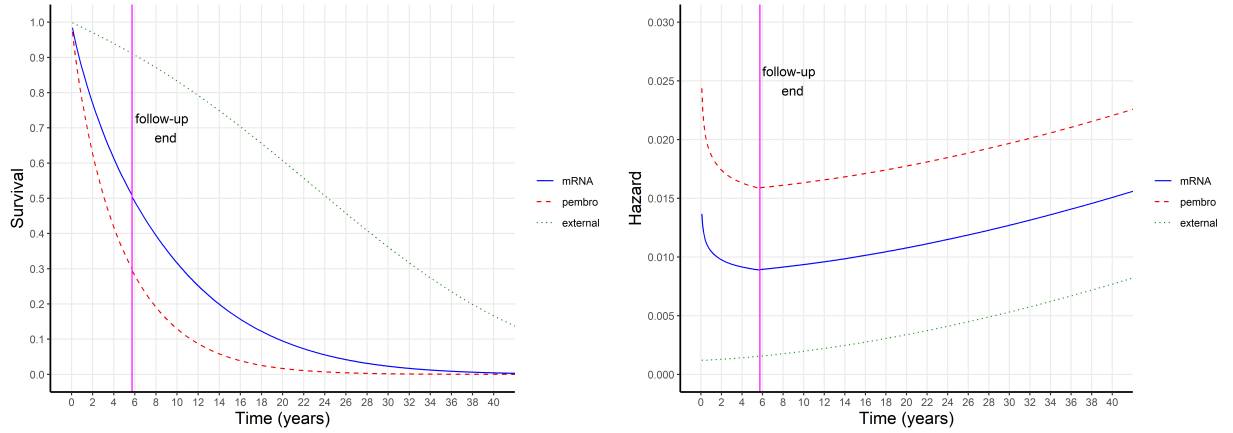 1.0
0.9
0.8
0.7
0.6
0.5
0.4
0.3
0.2
0.1
0.0
Survival
follow-up
end
0 2 4 6 8 10 12 14 16 18 20 22 24 26 28 30 32 34 36 38 40
Time (years)
mRNA
pembro
external
0.030
0.025
0.020
0.015
0.010
0.005
0.000
Hazard
follow-up
end
0 2 4 6 8 10 12 14 16 18 20 22 24 26 28 30 32 34 36 38 40
Time (years)
mRNA
pembro
external